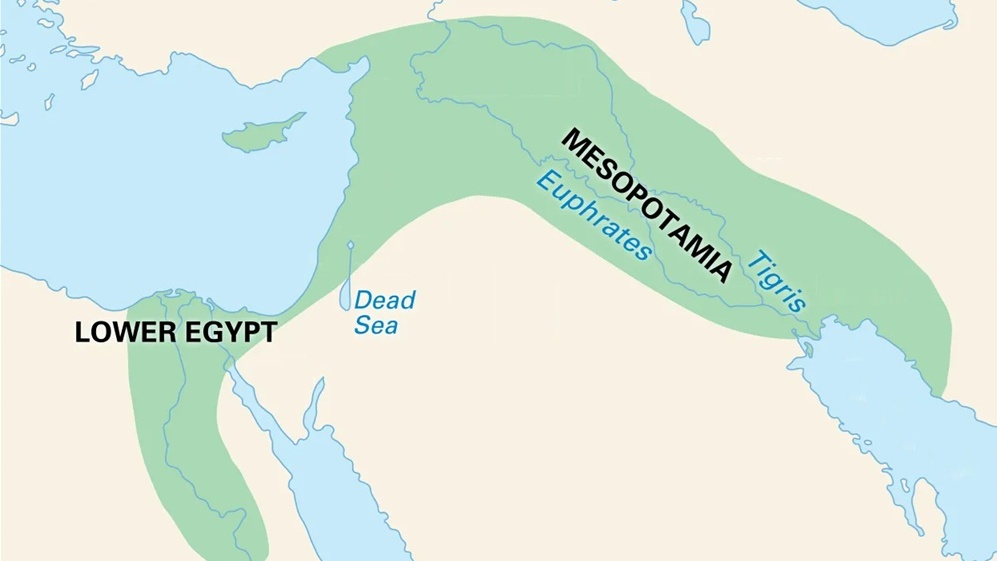 MESOPOTAMIA
Euphrates
Tigris
Dead
Sea
LOWER EGYPT